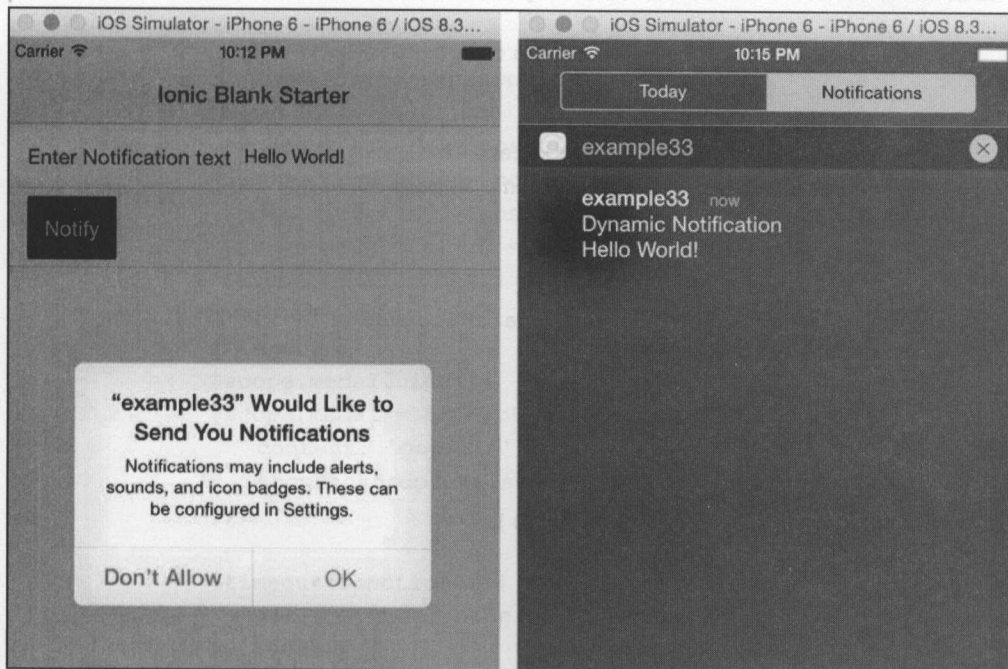 iOS Simulator - iPhone 6 - iPhone 6 / iOS 8.3...
Carrier
10:12 PM
Ionic Blank Starter
Enter Notification text Hello World!
Notify
“example33” Would Like to
Send You Notifications
Notifications may include alerts,
sounds, and icon badges. These can
be configured in Settings.
Don't Allow
OK
iOS Simulator - iPhone 6 - iPhone 6 / iOS 8.3...
Carrier
10:15 PM
Today
Notifications
example33
example33 now
Dynamic Notification
Hello World!